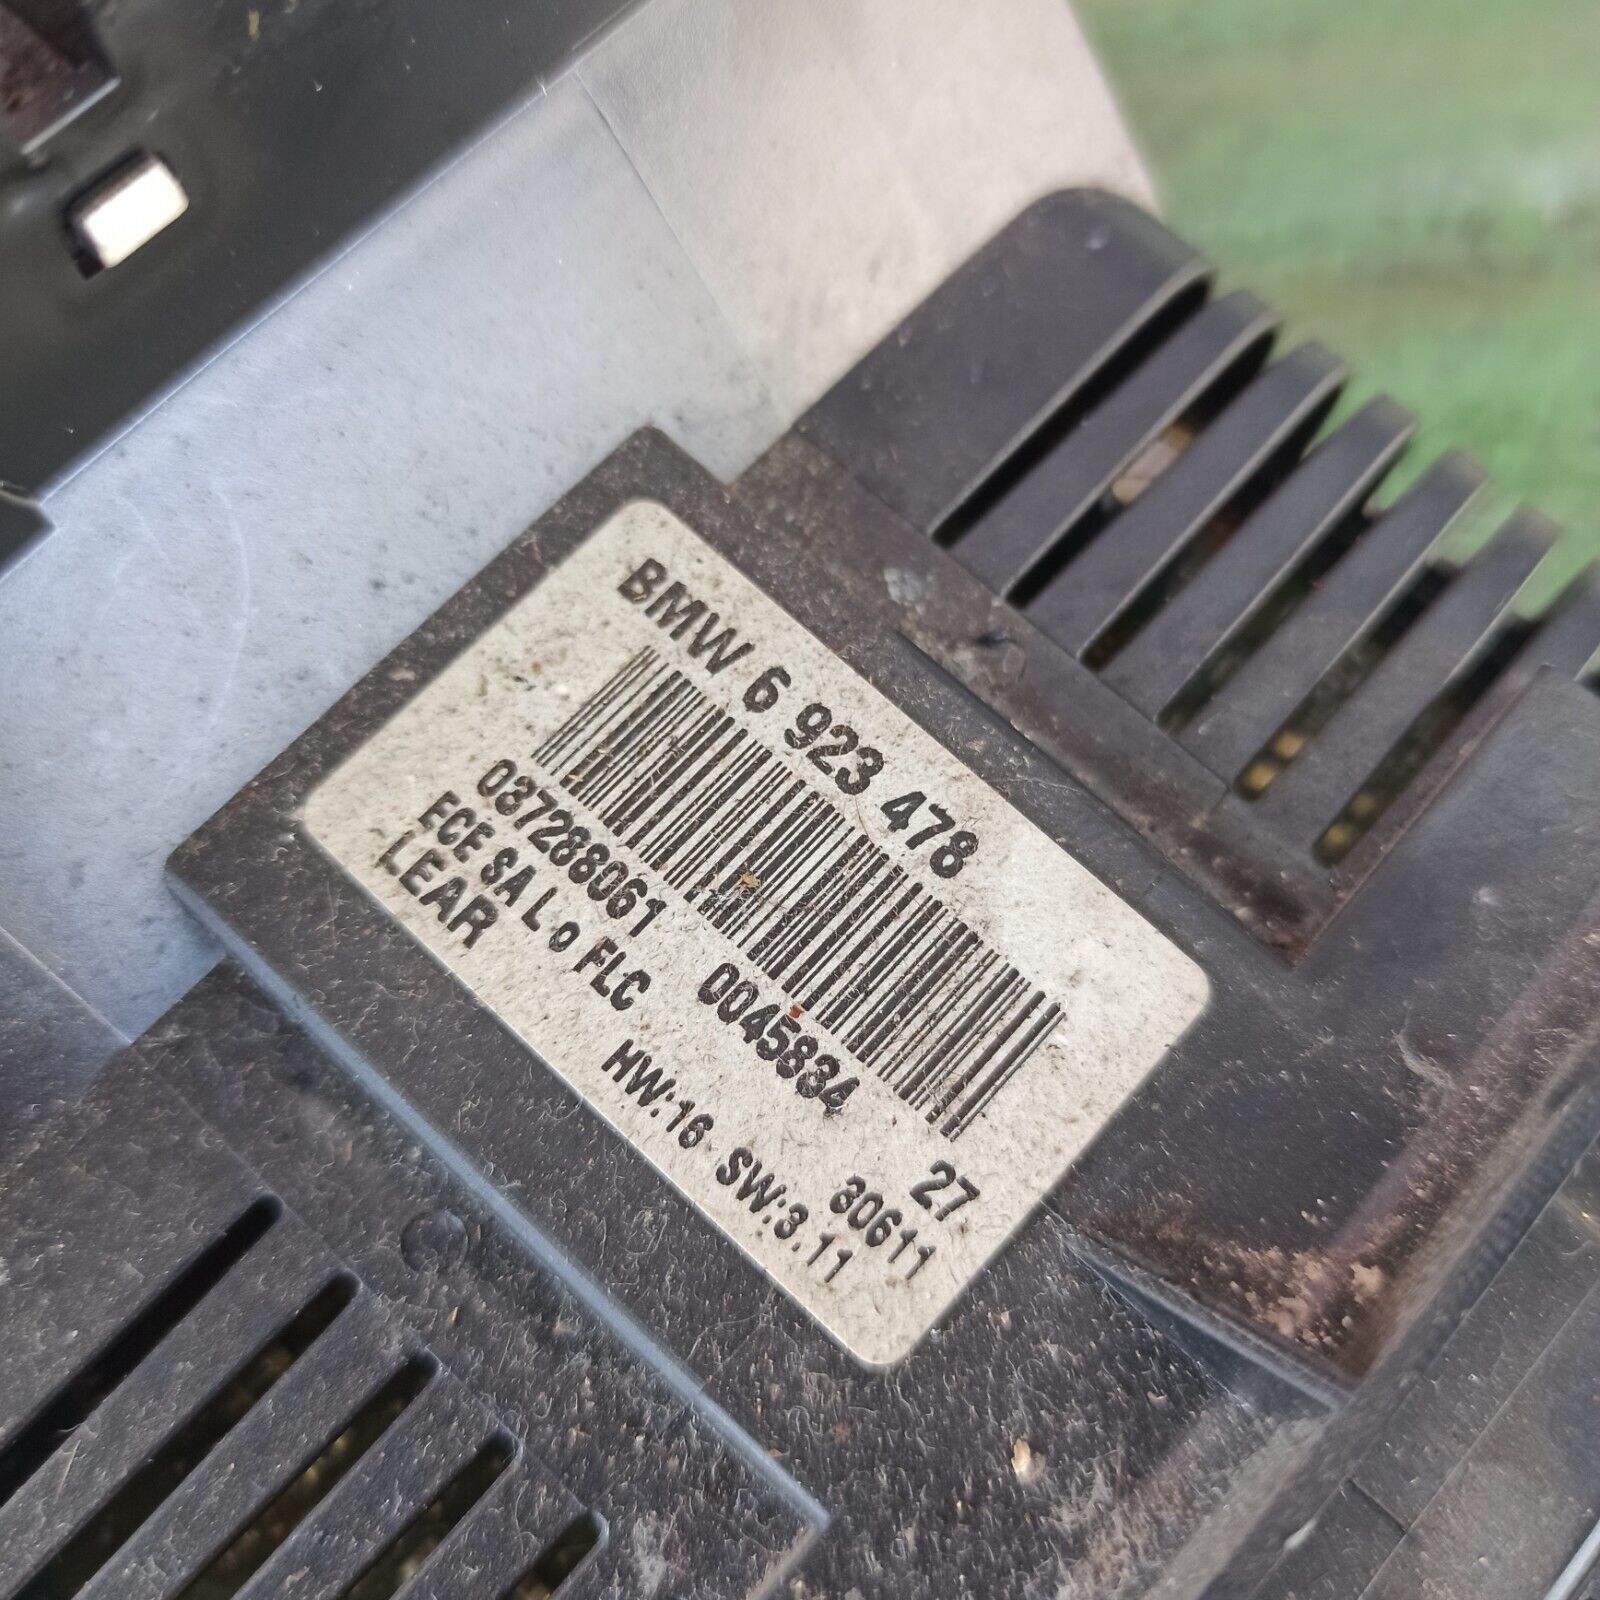 BMW 6 923 478
037288061 0045834 27
ECE SA L o FLC 30611
LEAR HW:16 SW:3.11